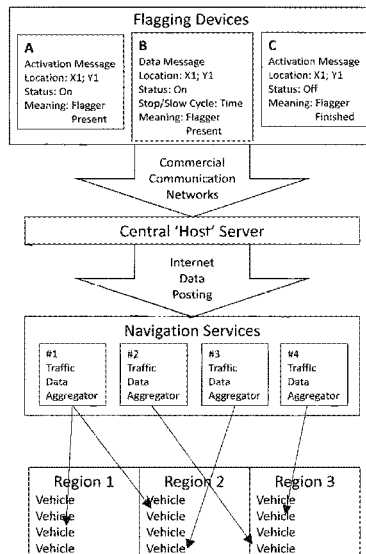 Flagging Devices
A
Activation Message
Location: X1; Y1
Status: On
Meaning: Flagger
Present
B
Data Message
Location: X1; Y1
Status: On
Stop/Slow Cycle: Time
Meaning: Flagger
Present
C
Activation Message
Location: X1; Y1
Status: Off
Meaning: Flagger
Finished
Commercial
Communication
Networks
Central 'Host' Server
Internet
Data
Posting
Navigation Services
#1
Traffic
Data
Aggregator
#2
Traffic
Data
Aggregator
#3
Traffic
Data
Aggregator
#4
Traffic
Data
Aggregator
Region 1
Vehicle
Vehicle
Vehicle
Vehicle
Region 2
Vehicle
Vehicle
Vehicle
Vehicle
Region 3
Vehicle
Vehicle
Vehicle
Vehicle